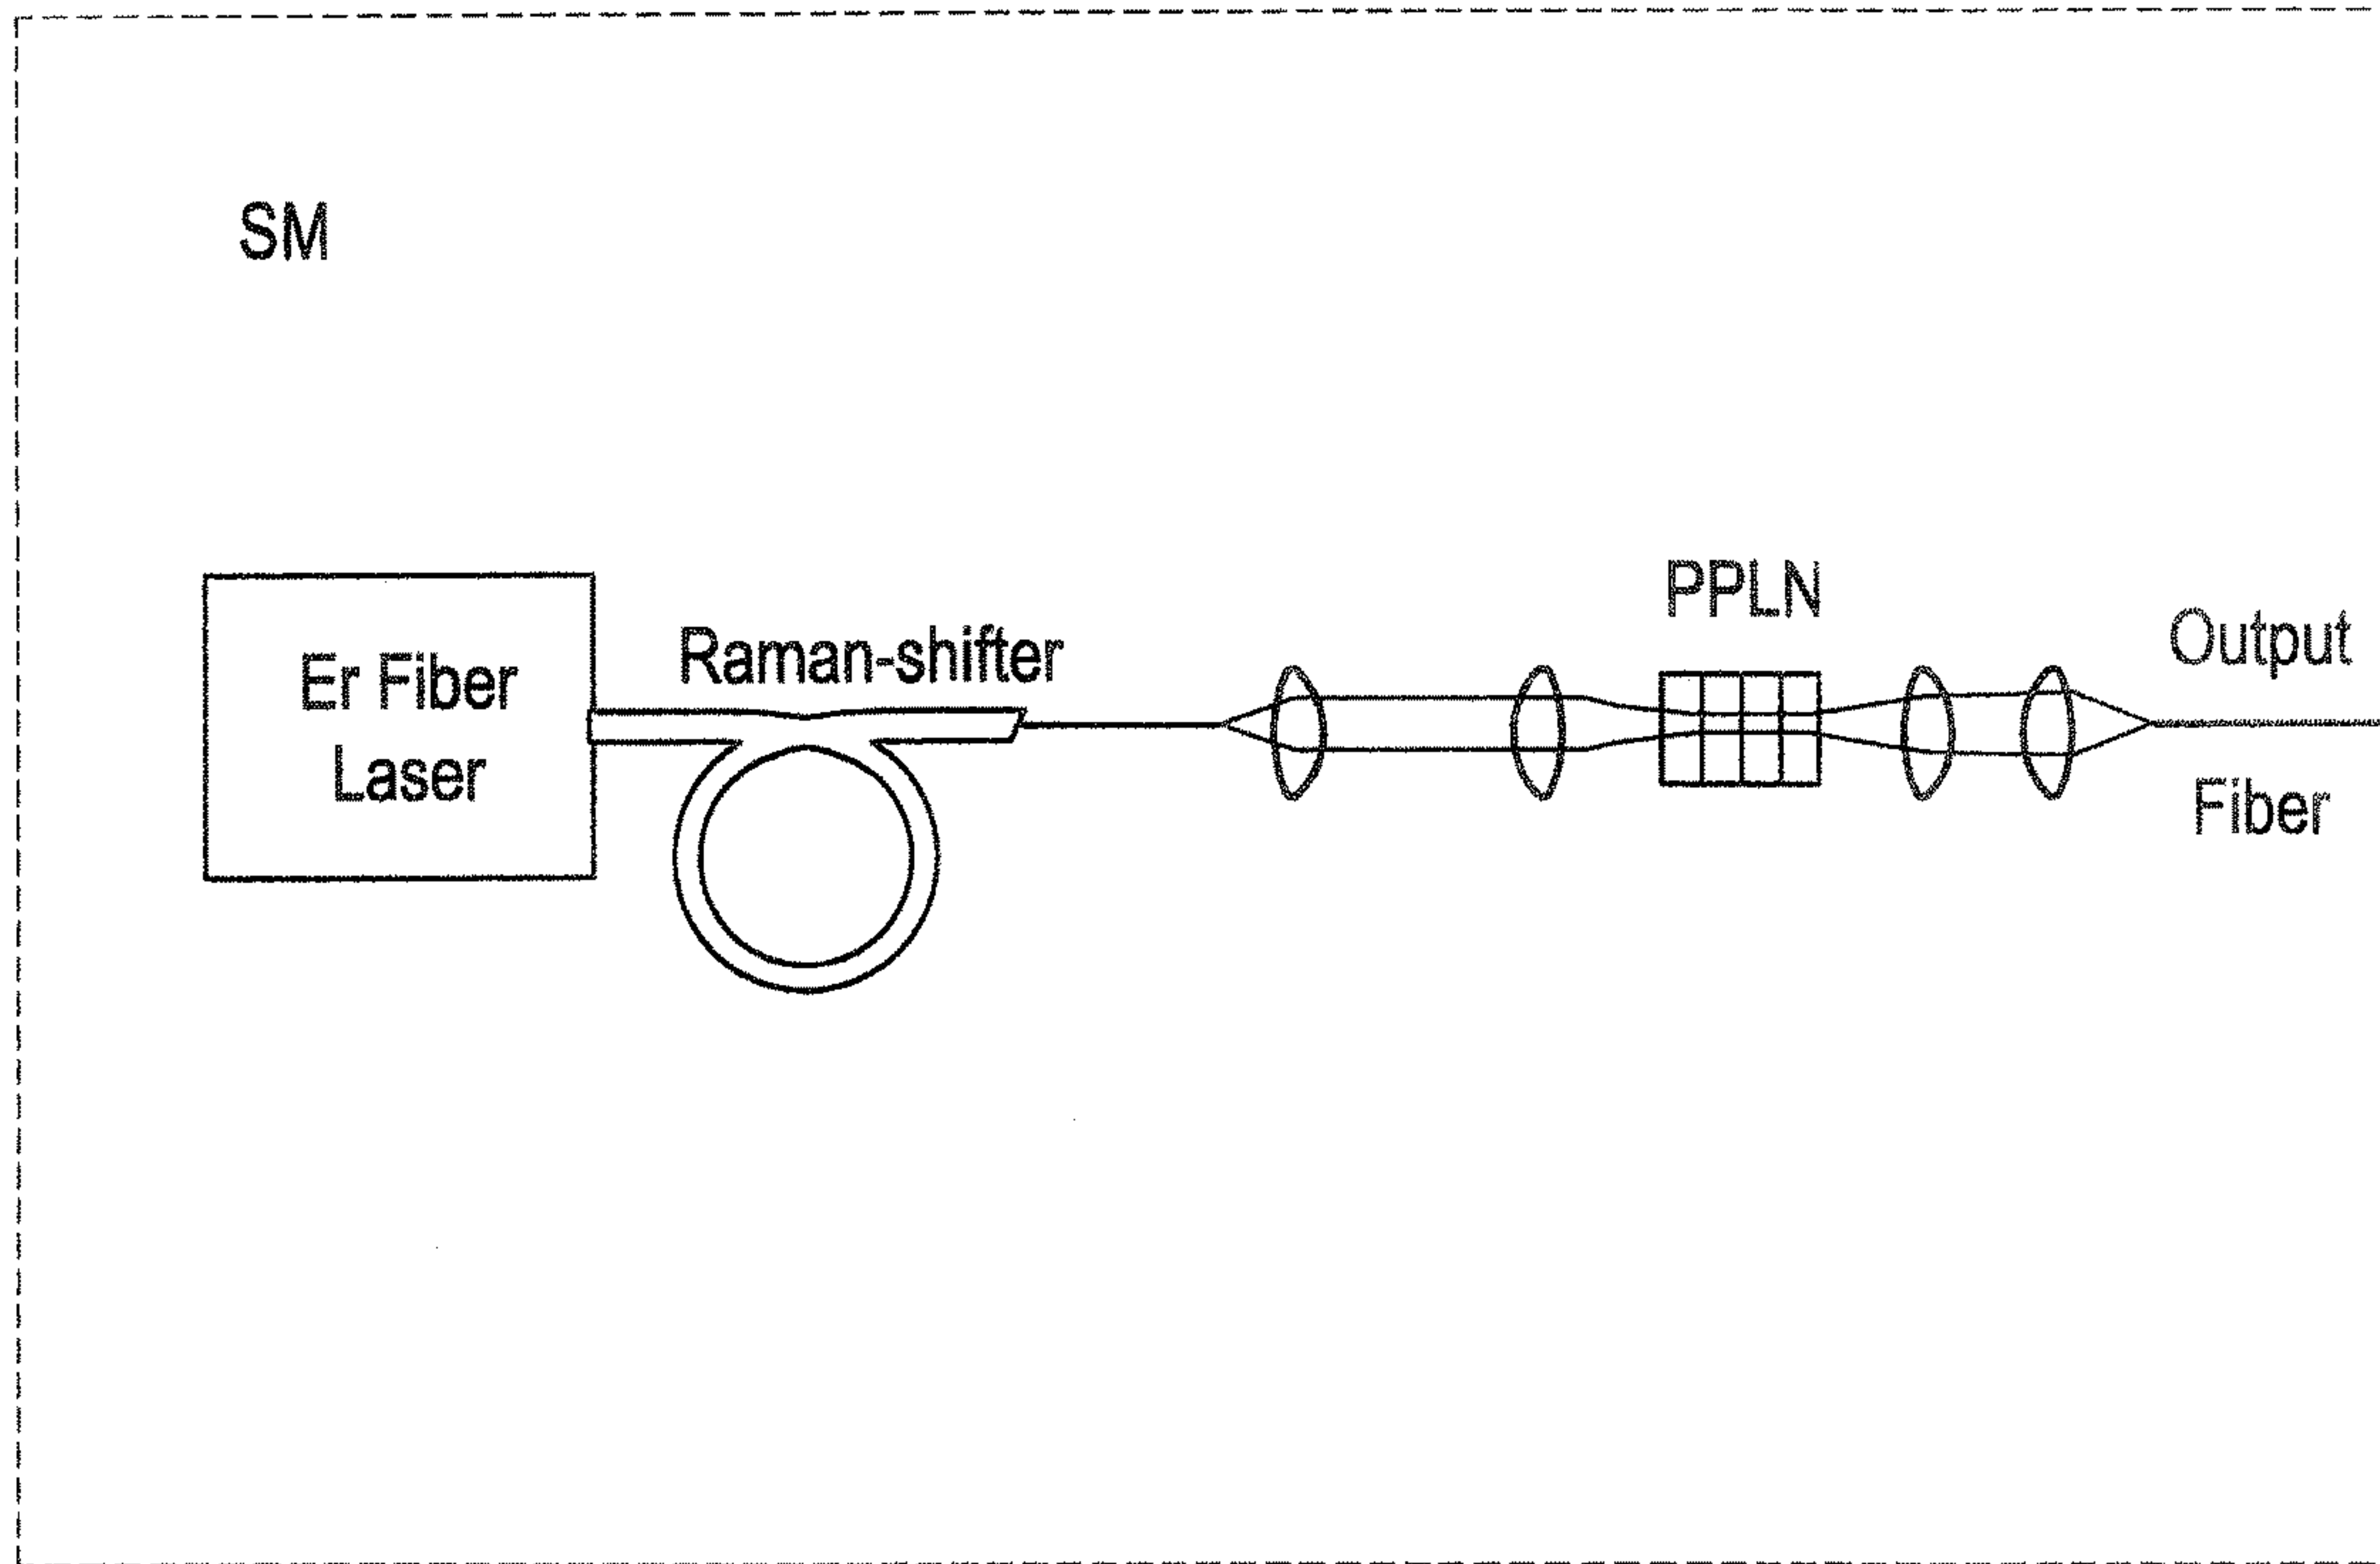 SM
Er Fiber
Laser
Raman-shifter
PPLN
Output
Fiber